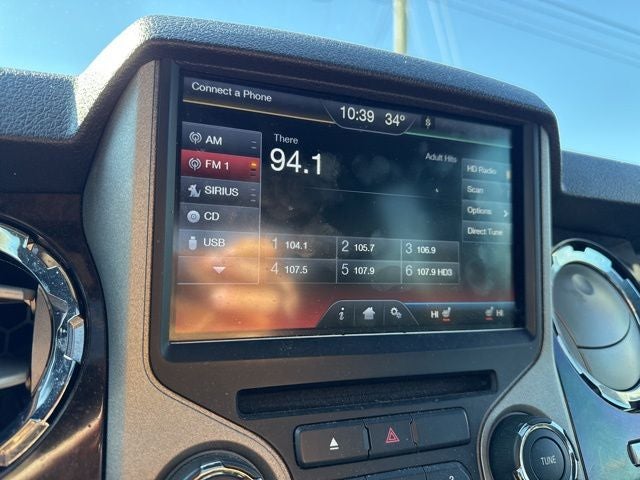 Connect a Phone
10:39 34°
AM
FM 1
SIRIUS
CD
USB
There
94.1
Adult Hits
HD Radio
Scan
Options
Direct Tune
1 104.1 2 105.7 3 106.9
4 107.5 5 107.9 6 107.9 HD3
i HI HI
TUNE